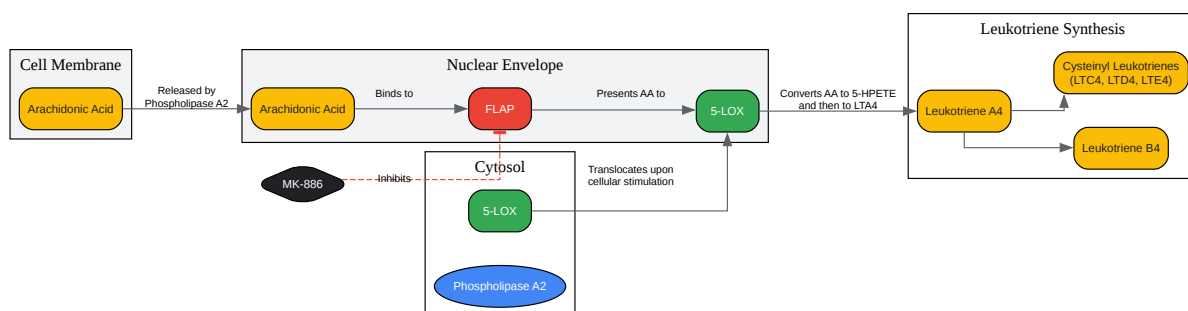 Leukotriene Synthesis
Cell Membrane
Nuclear Envelope
Arachidonic Acid
Released by
Phospholipase A2
Arachidonic Acid
Binds to
FLAP
Presents AA to
5-LOX
Converts AA to 5-HPETE
and then to LTA4
Leukotriene A4
Cysteinyl Leukotrienes
(LTC4, LTD4, LTE4)
Leukotriene B4
Cytosol
MK-886
Inhibits
Translocates upon
cellular stimulation
5-LOX
Phospholipase A2